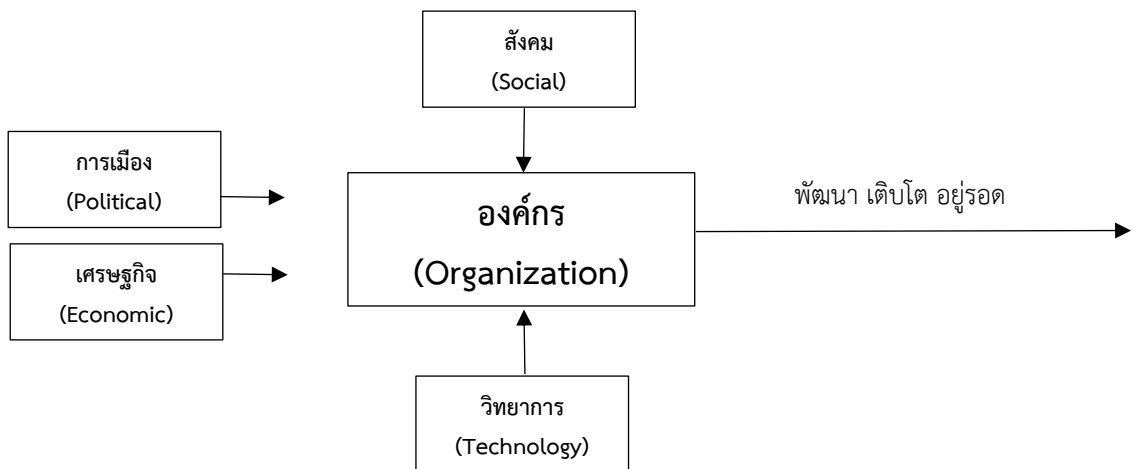 สังคม
(Social)
การเมือง
(Political)
เศรษฐกิจ
(Economic)
องค์กร
(Organization)
พัฒนา เติบโต อยู่รอด
วิทยาการ
(Technology)